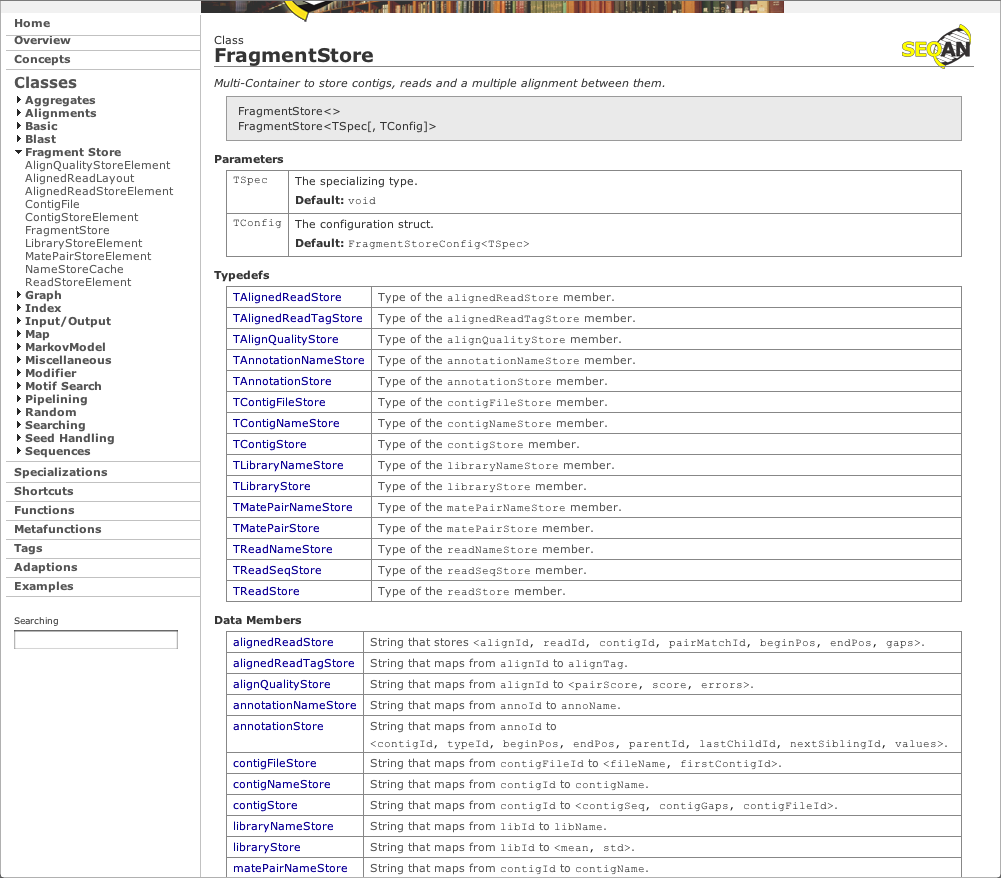 Home
Overview
Concepts
Classes
Aggregates
Alignments
Basic
Blast
Fragment Store
AlignQualityStoreElement
AlignedReadLayout
AlignedReadStoreElement
ContigFile
ContigStoreElement
FragmentStore
LibraryStoreElement
MatePairStoreElement
NameStoreCache
ReadStoreElement
Graph
Index
Input/Output
Map
MarkovModel
Miscellaneous
Modifier
Motif Search
Pipelining
Random
Searching
Seed Handling
Sequences
Specializations
Shortcuts
Functions
Metafunctions
Tags
Adaptions
Examples
Searching
Class
FragmentStore
SEQAN
Multi-Container to store contigs, reads and a multiple alignment between them.
FragmentStore<>
FragmentStore<TSpec[, TConfig]>
Parameters
TSpec The specializing type.
Default: void
TConfig The configuration struct.
Default: FragmentStoreConfig<TSpec>
Typedefs
TAlignedReadStore Type of the alignedReadStore member.
TAlignedReadTagStore Type of the alignedReadTagStore member.
TAlignQualityStore Type of the alignQualityStore member.
TAnnotationNameStore Type of the annotationNameStore member.
TAnnotationStore Type of the annotationStore member.
TContigFileStore Type of the contigFileStore member.
TContigNameStore Type of the contigNameStore member.
TContigStore Type of the contigStore member.
TLibraryNameStore Type of the libraryNameStore member.
TLibraryStore Type of the libraryStore member.
TMatePairNameStore Type of the matePairNameStore member.
TMatePairStore Type of the matePairStore member.
TReadNameStore Type of the readNameStore member.
TReadSeqStore Type of the readSeqStore member.
TReadStore Type of the readStore member.
Data Members
alignedReadStore String that stores <alignId, readId, contigId, pairMatchId, beginPos, endPos, gaps>.
alignedReadTagStore String that maps from alignId to alignTag.
alignQualityStore String that maps from alignId to <pairScore, score, errors>.
annotationNameStore String that maps from annoId to annoName.
annotationStore String that maps from annoId to
<contigId, typeId, beginPos, endPos, parentId, lastChildId, nextSiblingId, values>.
contigFileStore String that maps from contigFileId to <fileName, firstContigId>.
contigNameStore String that maps from contigId to contigName.
contigStore String that maps from contigId to <contigSeq, contigGaps, contigFileId>.
libraryNameStore String that maps from libId to libName.
libraryStore String that maps from libId to <mean, std>.
matePairNameStore String that maps from contigId to contigName.